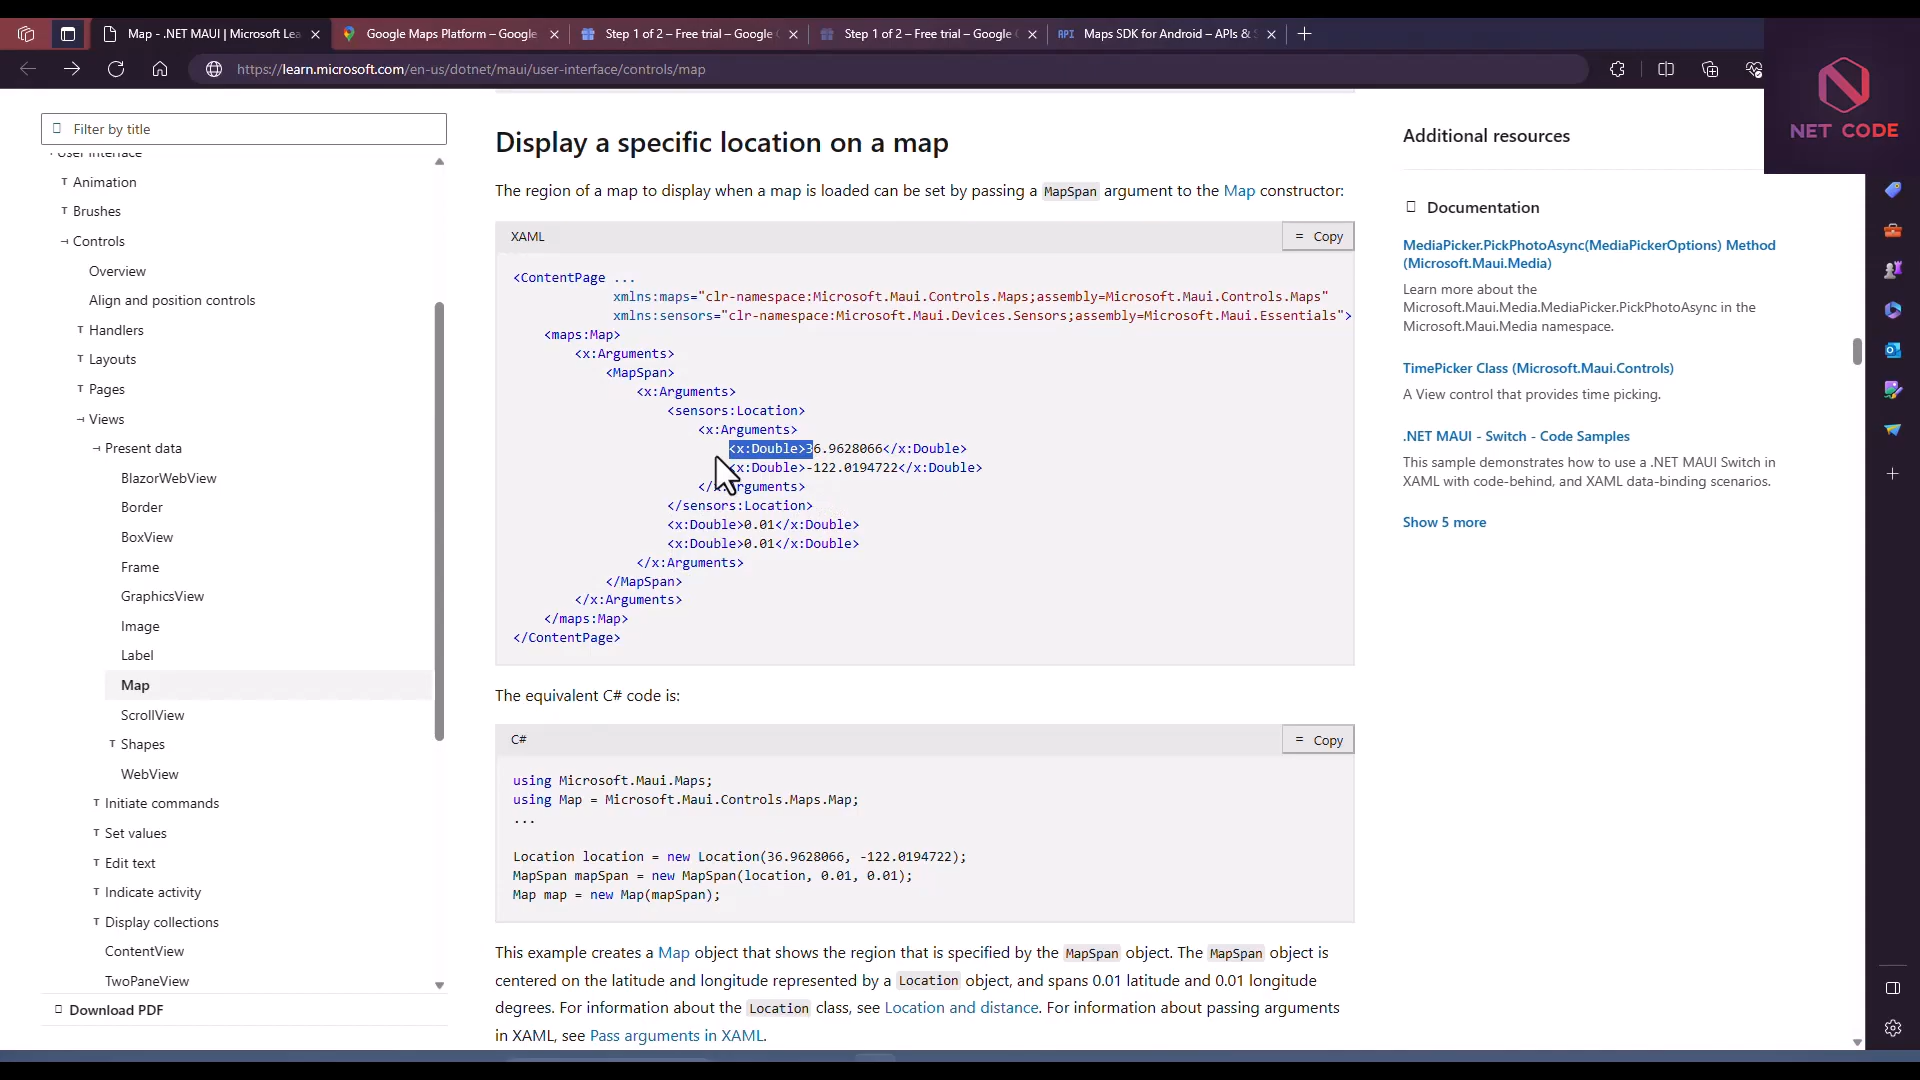 Map - .NET MAUI | Microsoft Lea
Google Maps Platform – Google
Step 1 of 2 – Free trial – Google
Step 1 of 2 – Free trial – Google
API Maps SDK for Android – APIs &
https://learn.microsoft.com/en-us/dotnet/maui/user-interface/controls/map
NET CODE
Filter by title
User interface
Animation
Brushes
Controls
Overview
Align and position controls
Handlers
Layouts
Pages
Views
Present data
BlazorWebView
Border
BoxView
Frame
GraphicsView
Image
Label
Map
ScrollView
Shapes
WebView
Initiate commands
Set values
Edit text
Indicate activity
Display collections
ContentView
TwoPaneView
Download PDF
Display a specific location on a map
The region of a map to display when a map is loaded can be set by passing a MapSpan argument to the Map constructor:
XAML
Copy
<ContentPage ...
xmlns:maps="clr-namespace:Microsoft.Maui.Controls.Maps;assembly=Microsoft.Maui.Controls.Maps"
xmlns:sensors="clr-namespace:Microsoft.Maui.Devices.Sensors;assembly=Microsoft.Maui.Essentials">
<maps:Map>
<x:Arguments>
<MapSpan>
<x:Arguments>
<sensors:Location>
<x:Arguments>
<x:Double>36.9628066</x:Double>
<x:Double>-122.0194722</x:Double>
</x:Arguments>
</sensors:Location>
<x:Double>0.01</x:Double>
<x:Double>0.01</x:Double>
</x:Arguments>
</MapSpan>
</x:Arguments>
</maps:Map>
</ContentPage>
The equivalent C# code is:
C#
Copy
using Microsoft.Maui.Maps;
using Map = Microsoft.Maui.Controls.Maps.Map;
...
Location location = new Location(36.9628066, -122.0194722);
MapSpan mapSpan = new MapSpan(location, 0.01, 0.01);
Map map = new Map(mapSpan);
This example creates a Map object that shows the region that is specified by the MapSpan object. The MapSpan object is
centered on the latitude and longitude represented by a Location object, and spans 0.01 latitude and 0.01 longitude
degrees. For information about the Location class, see Location and distance. For information about passing arguments
in XAML, see Pass arguments in XAML.
Additional resources
Documentation
MediaPicker.PickPhotoAsync(MediaPickerOptions) Method
(Microsoft.Maui.Media)
Learn more about the
Microsoft.Maui.Media.MediaPicker.PickPhotoAsync in the
Microsoft.Maui.Media namespace.
TimePicker Class (Microsoft.Maui.Controls)
A View control that provides time picking.
.NET MAUI - Switch - Code Samples
This sample demonstrates how to use a .NET MAUI Switch in
XAML with code-behind, and XAML data-binding scenarios.
Show 5 more